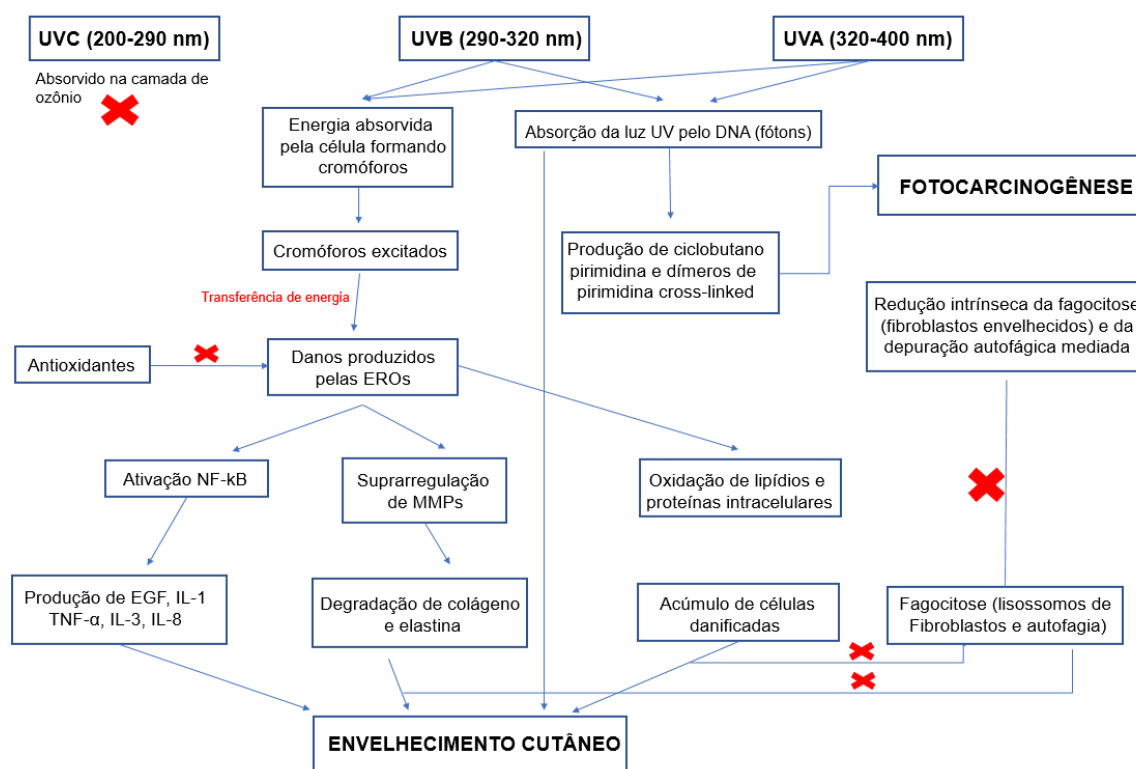 UVC (200-290 nm)
UVB (290-320 nm)
UVA (320-400 nm)
Absorvido na camada de
ozônio
Energia absorvida
pela célula formando
cromóforos
Absorção da luz UV pelo DNA (fótons)
FOTOCARCINOGÊNESE
Cromóforos excitados
Produção de ciclobutano
pirimidina e dímeros de
pirimidina cross-linked
Transferência de energia
Redução intrínseca da fagocitose
(fibroblastos envelhecidos) e da
depuração autofágica mediada
Antioxidantes
Danos produzidos
pelas EROs
Ativação NF-kB
Suprarregulação
de MMPs
Oxidação de lipídios e
proteínas intracelulares
Produção de EGF, IL-1
TNF-α, IL-3, IL-8
Degradação de colágeno
e elastina
Acúmulo de células
danificadas
Fagocitose (lisossomos de
Fibroblastos e autofagia)
ENVELHECIMENTO CUTÂNEO